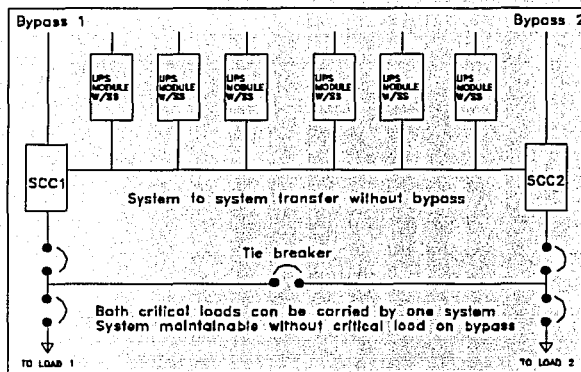 Bypass 1
Bypass 2
UPS
MODULE
W/SS
UPS
MODULE
W/SS
UPS
MODULE
W/SS
UPS
MODULE
W/SS
UPS
MODULE
W/SS
UPS
MODULE
W/SS
SCC1
SCC2
System to system transfer without bypass
Tie breaker
Both critical loads can be carried by one system
System maintainable without critical load on bypass
TO LOAD 1
TO LOAD 2